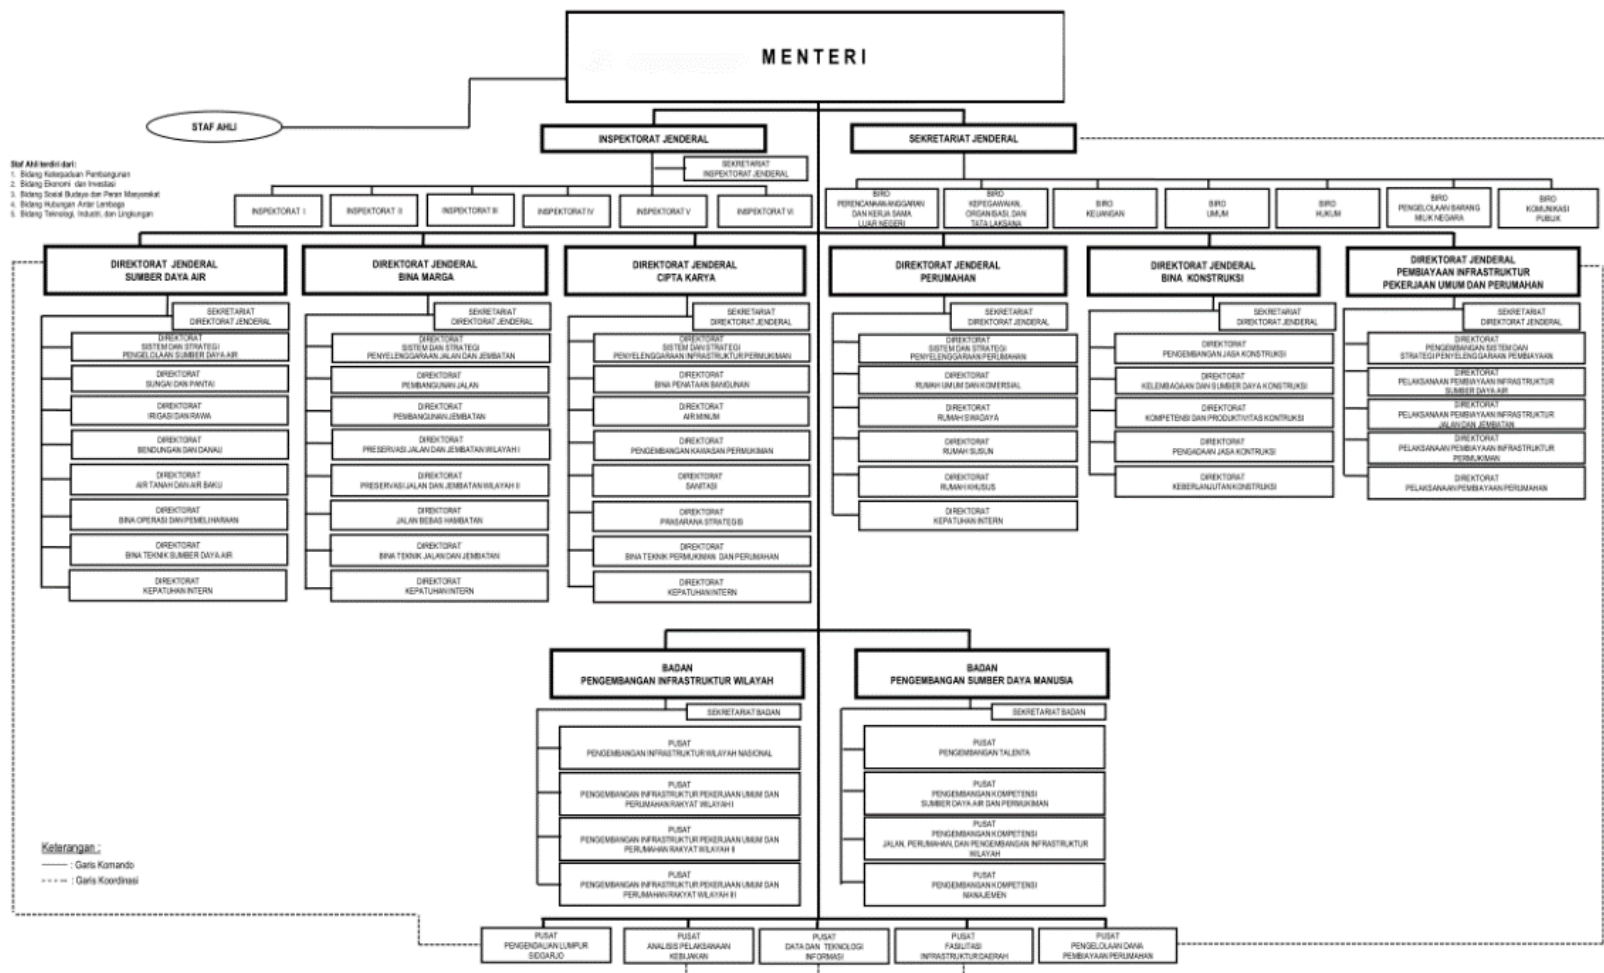 MENTERI
STAF AHLI
INSPEKTORAT JENDERAL
SEKRETARIAT JENDERAL
Staf Ahli terdiri dari:
1. Bidang Keterpaduan Pembangunan
2. Bidang Ekonomi dan Investasi
3. Bidang Sosial Budaya dan Peran Masyarakat
4. Bidang Hubungan Antar Lembaga
5. Bidang Teknologi, Industri, dan Lingkungan
SEKRETARIAT
INSPEKTORAT JENDERAL
INSPEKTORAT I
INSPEKTORAT II
INSPEKTORAT III
INSPEKTORAT IV
INSPEKTORAT V
INSPEKTORAT VI
BIRO
PERENCANAAN ANGGARAN
DAN KERJA SAMA
LUAR NEGERI
BIRO
KEPEGAWAIAN,
ORGANISASI, DAN
TATA LAKSANA
BIRO
KEUANGAN
BIRO
UMUM
BIRO
HUKUM
BIRO
PENGELOLAAN BARANG
MILIK NEGARA
BIRO
KOMUNIKASI
PUBLIK
DIREKTORAT JENDERAL
SUMBER DAYA AIR
SEKRETARIAT
DIREKTORAT JENDERAL
DIREKTORAT
SISTEM DAN STRATEGI
PENGELOLAAN SUMBER DAYA AIR
DIREKTORAT
SUNGAI DAN PANTAI
DIREKTORAT
IRIGASI DAN RAWA
DIREKTORAT
BENDUNGAN DAN DANAU
DIREKTORAT
AIR TANAH DAN AIR BAKU
DIREKTORAT
BINA OPERASI DAN PEMELIHARAAN
DIREKTORAT
BINA TEKNIK SUMBER DAYA AIR
DIREKTORAT
KEPATUHAN INTERN
DIREKTORAT JENDERAL
BINA MARGA
SEKRETARIAT
DIREKTORAT JENDERAL
DIREKTORAT
SISTEM DAN STRATEGI
PENYELENGGARAAN JALAN DAN JEMBATAN
DIREKTORAT
PEMBANGUNAN JALAN
DIREKTORAT
PEMBANGUNAN JEMBATAN
DIREKTORAT
PRESERVASI JALAN DAN JEMBATAN WILAYAH I
DIREKTORAT
PRESERVASI JALAN DAN JEMBATAN WILAYAH II
DIREKTORAT
JALAN BEBAS HAMBATAN
DIREKTORAT
BINA TEKNIK JALAN DAN JEMBATAN
DIREKTORAT
KEPATUHAN INTERN
DIREKTORAT JENDERAL
CIPTA KARYA
SEKRETARIAT
DIREKTORAT JENDERAL
DIREKTORAT
SISTEM DAN STRATEGI
PENYELENGGARAAN INFRASTRUKTUR PERMUKIMAN
DIREKTORAT
BINA PENATAAN BANGUNAN
DIREKTORAT
AIR MINUM
DIREKTORAT
PENGEMBANGAN KAWASAN PERMUKIMAN
DIREKTORAT
SANITASI
DIREKTORAT
PRASARANA STRATEGIS
DIREKTORAT
BINA TEKNIK PERMUKIMAN DAN PERUMAHAN
DIREKTORAT
KEPATUHAN INTERN
DIREKTORAT JENDERAL
PERUMAHAN
SEKRETARIAT
DIREKTORAT JENDERAL
DIREKTORAT
SISTEM DAN STRATEGI
PENYELENGGARAAN PERUMAHAN
DIREKTORAT
RUMAH UMUM DAN KOMERSIAL
DIREKTORAT
RUMAH SWADAYA
DIREKTORAT
RUMAH SUSUN
DIREKTORAT
RUMAH KHUSUS
DIREKTORAT
KEPATUHAN INTERN
DIREKTORAT JENDERAL
BINA KONSTRUKSI
SEKRETARIAT
DIREKTORAT JENDERAL
DIREKTORAT
PENGEMBANGAN JASA KONSTRUKSI
DIREKTORAT
KELEMBAGAAN DAN SUMBER DAYA KONSTRUKSI
DIREKTORAT
KOMPETENSI DAN PRODUKTIVITAS KONTRUKSI
DIREKTORAT
PENGADAAN JASA KONTRUKSI
DIREKTORAT
KEBERLANJUTAN KONSTRUKSI
DIREKTORAT JENDERAL
PEMBIAYAAN INFRASTRUKTUR
PEKERJAAN UMUM DAN PERUMAHAN
SEKRETARIAT
DIREKTORAT JENDERAL
DIREKTORAT
PENGEMBANGAN SISTEM DAN
STRATEGI PENYELENGGARAAN PEMBIAYAAN
DIREKTORAT
PELAKSANAAN PEMBIAYAAN INFRASTRUKTUR
SUMBER DAYA AIR
DIREKTORAT
PELAKSANAAN PEMBIAYAAN INFRASTRUKTUR
JALAN DAN JEMBATAN
DIREKTORAT
PELAKSANAAN PEMBIAYAAN INFRASTRUKTUR
PERMUKIMAN
DIREKTORAT
PELAKSANAAN PEMBIAYAAN PERUMAHAN
BADAN
PENGEMBANGAN INFRASTRUKTUR WILAYAH
SEKRETARIAT BADAN
PUSAT
PENGEMBANGAN INFRASTRUKTUR WILAYAH NASIONAL
PUSAT
PENGEMBANGAN INFRASTRUKTUR PEKERJAAN UMUM DAN
PERUMAHAN RAKYAT WILAYAH I
PUSAT
PENGEMBANGAN INFRASTRUKTUR PEKERJAAN UMUM DAN
PERUMAHAN RAKYAT WILAYAH II
PUSAT
PENGEMBANGAN INFRASTRUKTUR PEKERJAAN UMUM DAN
PERUMAHAN RAKYAT WILAYAH III
BADAN
PENGEMBANGAN SUMBER DAYA MANUSIA
SEKRETARIAT BADAN
PUSAT
PENGEMBANGAN TALENTA
PUSAT
PENGEMBANGAN KOMPETENSI
SUMBER DAYA AIR DAN PERMUKIMAN
PUSAT
PENGEMBANGAN KOMPETENSI
JALAN, PERUMAHAN, DAN PENGEMBANGAN INFRASTRUKTUR
WILAYAH
PUSAT
PENGEMBANGAN KOMPETENSI
MANAJEMEN
Keterangan :
: Garis Komando
: Garis Koordinasi
PUSAT
PENGENDALIAN LUMPUR
SIDOARJO
PUSAT
ANALISIS PELAKSANAAN
KEBIJAKAN
PUSAT
DATA DAN TEKNOLOGI
INFORMASI
PUSAT
FASILITASI
INFRASTRUKTUR DAERAH
PUSAT
PENGELOLAAN DANA
PEMBIAYAAN PERUMAHAN